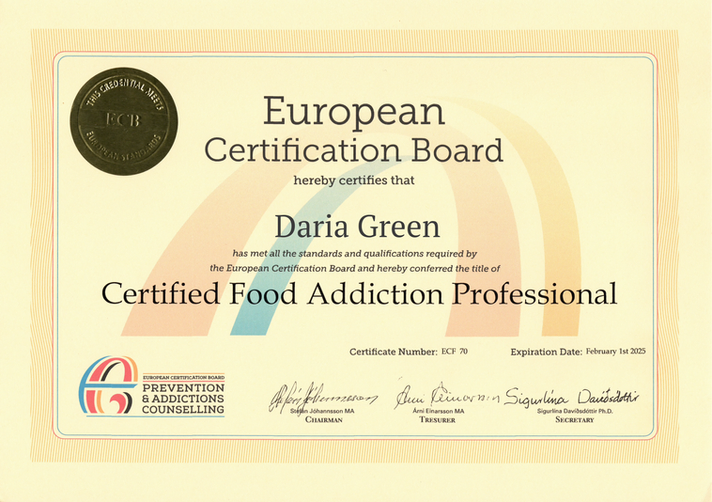 THIS CREDENTIAL MEETS
ECB
EUROPEAN STANDARDS
European
Certification Board
hereby certifies that
Daria Green
has met all the standards and qualifications required by
the European Certification Board and hereby conferred the title of
Certified Food Addiction Professional
Certificate Number: ECF 70
Expiration Date: February 1st 2025
EUROPEAN CERTIFICATION BOARD
PREVENTION
& ADDICTIONS
COUNSELLING
Stefán Jóhannsson MA
CHAIRMAN
Árni Einarsson MA
TRESURER
Sigurlína Davíðsdóttir
Sigurlína Davíðsdóttir Ph.D.
SECRETARY